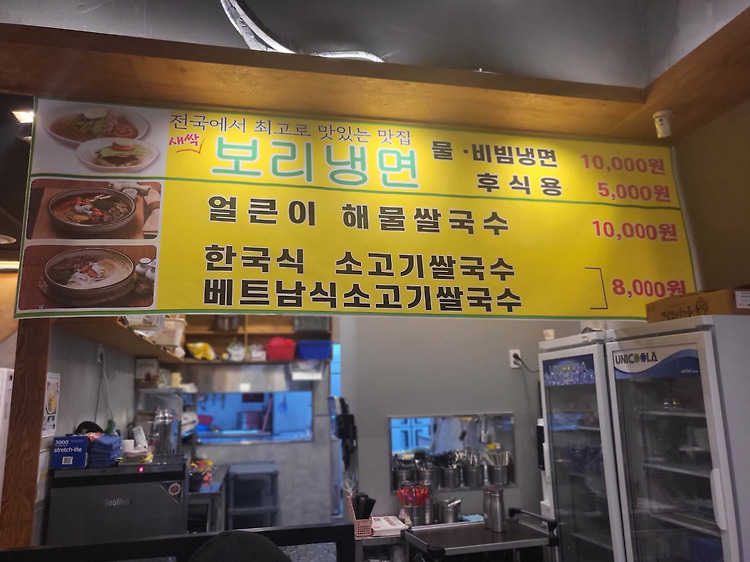 전국에서 최고로 맛있는 맛집
새싹 보리냉면 물·비빔냉면 10,000원
후식용 5,000원
얼큰이 해물쌀국수 10,000원
한국식 소고기쌀국수
베트남식소고기쌀국수 8,000원
UNICOOLA
3000
stretch-lite